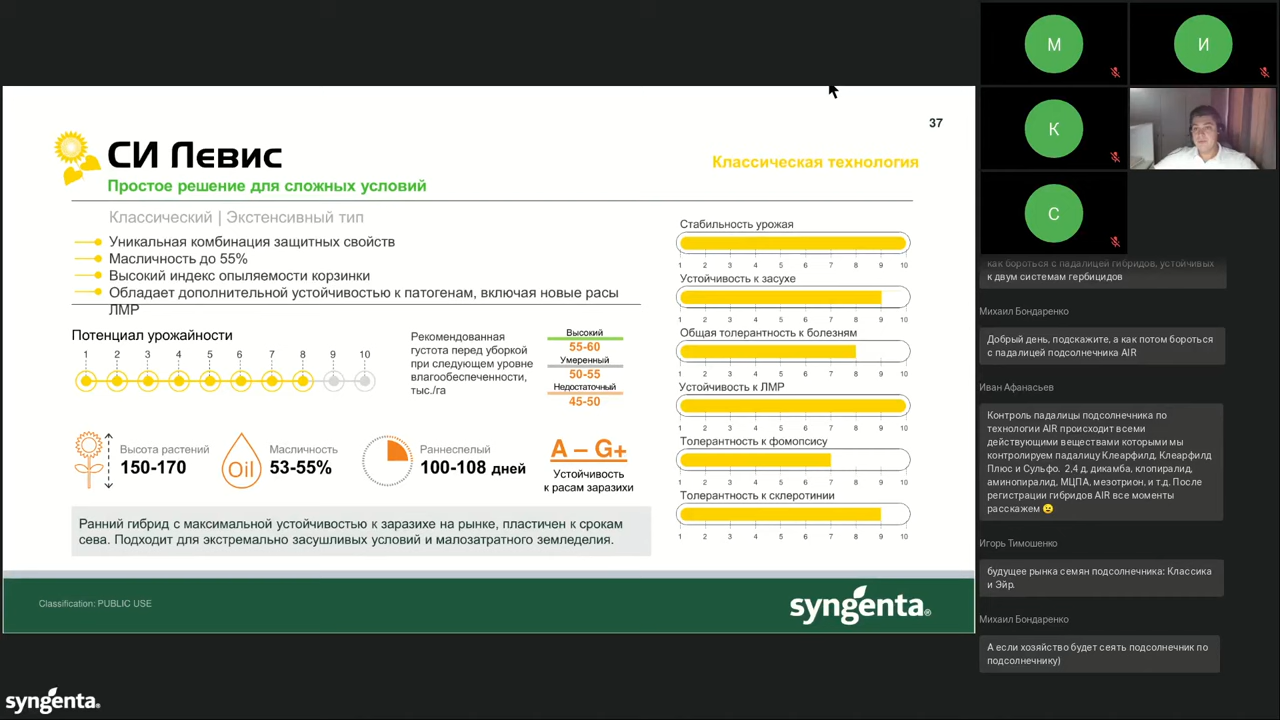 37
СИ Левис
Простое решение для сложных условий
Классическая технология
Классический | Экстенсивный тип
Уникальная комбинация защитных свойств
Масличность до 55%
Высокий индекс опыляемости корзинки
Обладает дополнительной устойчивостью к патогенам, включая новые расы
ЛМР
Потенциал урожайности
1 2 3 4 5 6 7 8 9 10
Рекомендованная
густота перед уборкой
при следующем уровне
влагообеспеченности,
тыс./га
Высокий
55-60
Умеренный
50-55
Недостаточный
45-50
Высота растений
150-170
Oil
Масличность
53-55%
Раннеспелый
100-108 дней
A – G+
Устойчивость
к расам заразихи
Ранний гибрид с максимальной устойчивостью к заразихе на рынке, пластичен к срокам
сева. Подходит для экстремально засушливых условий и малозатратного земледелия.
Стабильность урожая
1 2 3 4 5 6 7 8 9 10
Устойчивость к засухе
1 2 3 4 5 6 7 8 9 10
Общая толерантность к болезням
1 2 3 4 5 6 7 8 9 10
Устойчивость к ЛМР
1 2 3 4 5 6 7 8 9 10
Толерантность к фомопсису
1 2 3 4 5 6 7 8 9 10
Толерантность к склеротинии
1 2 3 4 5 6 7 8 9 10
Classification: PUBLIC USE
syngenta®
syngenta®
М
И
К
С
как бороться с падалицей гибридов, устойчивых
к двум системам гербицидов
Михаил Бондаренко
Добрый день, подскажите, а как потом бороться
с падалицей подсолнечника AIR
Иван Афанасьев
Контроль падалицы подсолнечника по
технологии AIR происходит всеми
действующими веществами которыми мы
контролируем падалицу Клеарфилд, Клеарфилд
Плюс и Сульфо. 2,4 д, дикамба, клопиралид,
аминопиралид, МЦПА, мезотрион, и т.д. После
регистрации гибридов AIR все моменты
расскажем 😉
Игорь Тимошенко
будущее рынка семян подсолнечника: Классика
и Эйр.
Михаил Бондаренко
А если хозяйство будет сеять подсолнечник по
подсолнечнику)